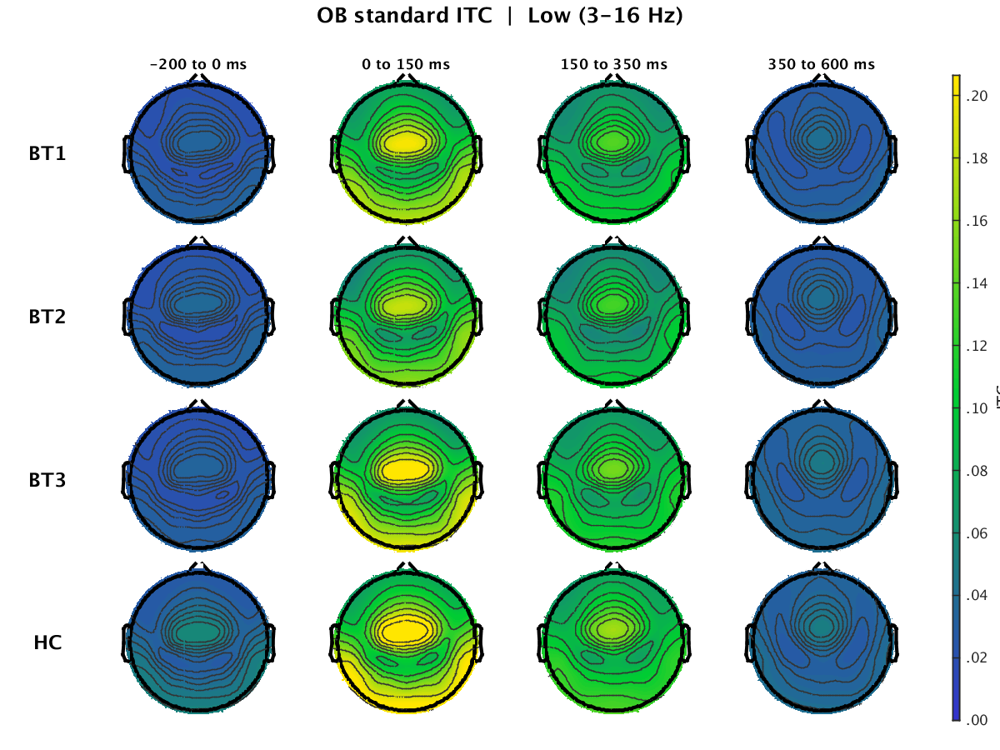 OB standard ITC | Low (3-16 Hz)
-200 to 0 ms
0 to 150 ms
150 to 350 ms
350 to 600 ms
BT1
BT2
BT3
HC
.20
.18
.16
.14
.12
.10
.08
.06
.04
.02
.00